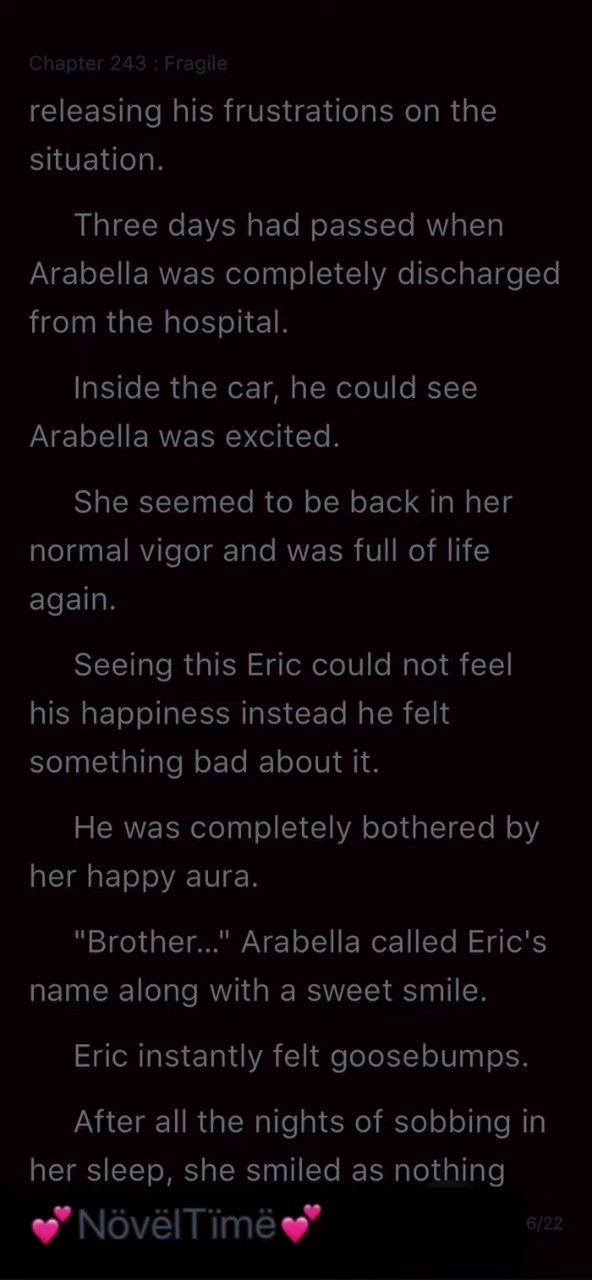 Chapter 243 : Fragile
releasing his frustrations on the
situation.
Three days had passed when
Arabella was completely discharged
from the hospital.
Inside the car, he could see
Arabella was excited.
She seemed to be back in her
normal vigor and was full of life
again.
Seeing this Eric could not feel
his happiness instead he felt
something bad about it.
He was completely bothered by
her happy aura.
"Brother..." Arabella called Eric's
name along with a sweet smile.
Eric instantly felt goosebumps.
After all the nights of sobbing in
her sleep, she smiled as nothing
💕NövëlTïmë💕
6/22